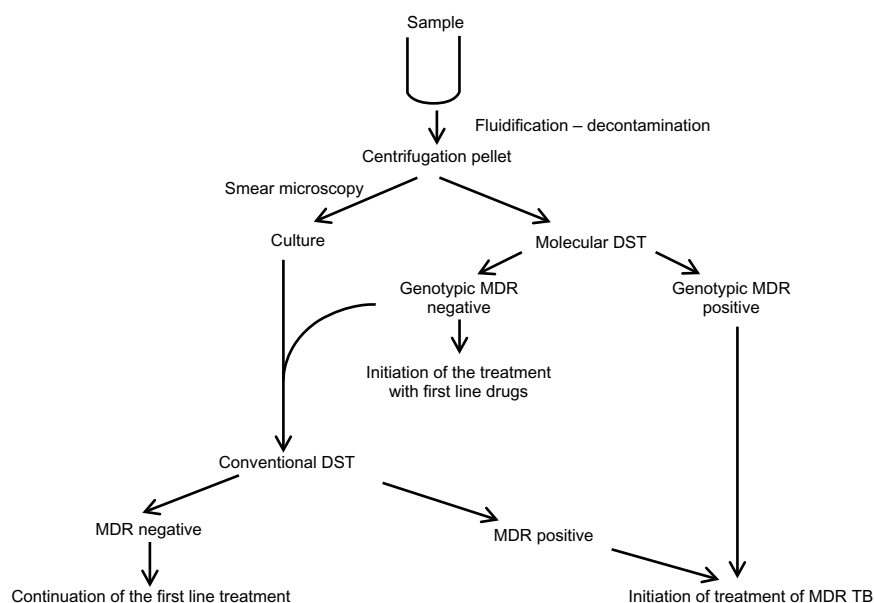 Sample
Fluidification – decontamination
Centrifugation pellet
Smear microscopy
Culture
Molecular DST
Genotypic MDR
negative
Genotypic MDR
positive
Initiation of the treatment
with first line drugs
Conventional DST
MDR negative
MDR positive
Continuation of the first line treatment
Initiation of treatment of MDR TB